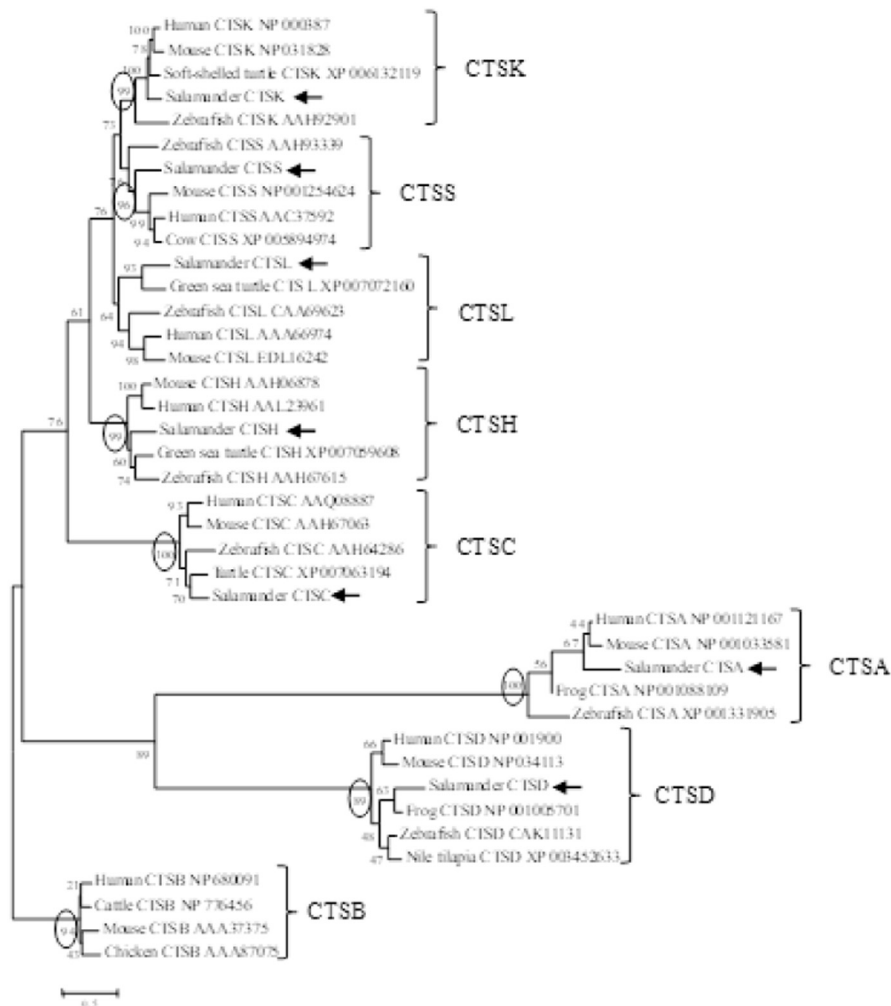 Human CTSK NP 000387
100
Mouse CTSK NP031828
78
CTSK
100
Soft-shelled turtle CTSK XP 006132119
99
Salamander CTSK
Zebrafish CTSK AAH92901
73
Zebrafish CTSS AAH93339
Salamander CTSS
76
96
Mouse CTSS NP001254624
CTSS
99
Human CTSS AAC37592
94
Cow CTSS XP 005894974
76
Salamander CTSL
93
Green sea turtle CTSL XP007072160
64
Zebrafish CTSL CAA69623
CTSL
61
94
Human CTSL AAA66974
98
Mouse CTSL EDL16242
100
Mouse CTSH AAH06878
Human CTSH AAL23961
CTSH
99
Salamander CTSH
60
Green sea turtle CTSH XP007059608
74
Zebrafish CTSH AAH67615
76
93
Human CTSC AAQ08887
Mouse CTSC AAH67063
CTSC
100
Zebrafish CTSC AAH64286
71
Turtle CTSC XP007063194
70
Salamander CTSC
44
Human CTSA NP 001121167
67
Mouse CTSA NP 001033581
56
Salamander CTSA
CTSA
100
Frog CTSA NP001088109
Zebrafish CTSA XP 001331905
89
66
Human CTSD NP 001900
Mouse CTSD NP034113
63
Salamander CTSD
CTSD
Frog CTSD NP 001005701
48
Zebrafish CTSD CAK11131
47
Nile tilapia CTSD XP 003452633
21
Human CTSB NP680091
Cattle CTSB NP 776456
CTSB
94
Mouse CTSB AAA37375
43
Chicken CTSB AAA87075
0.5